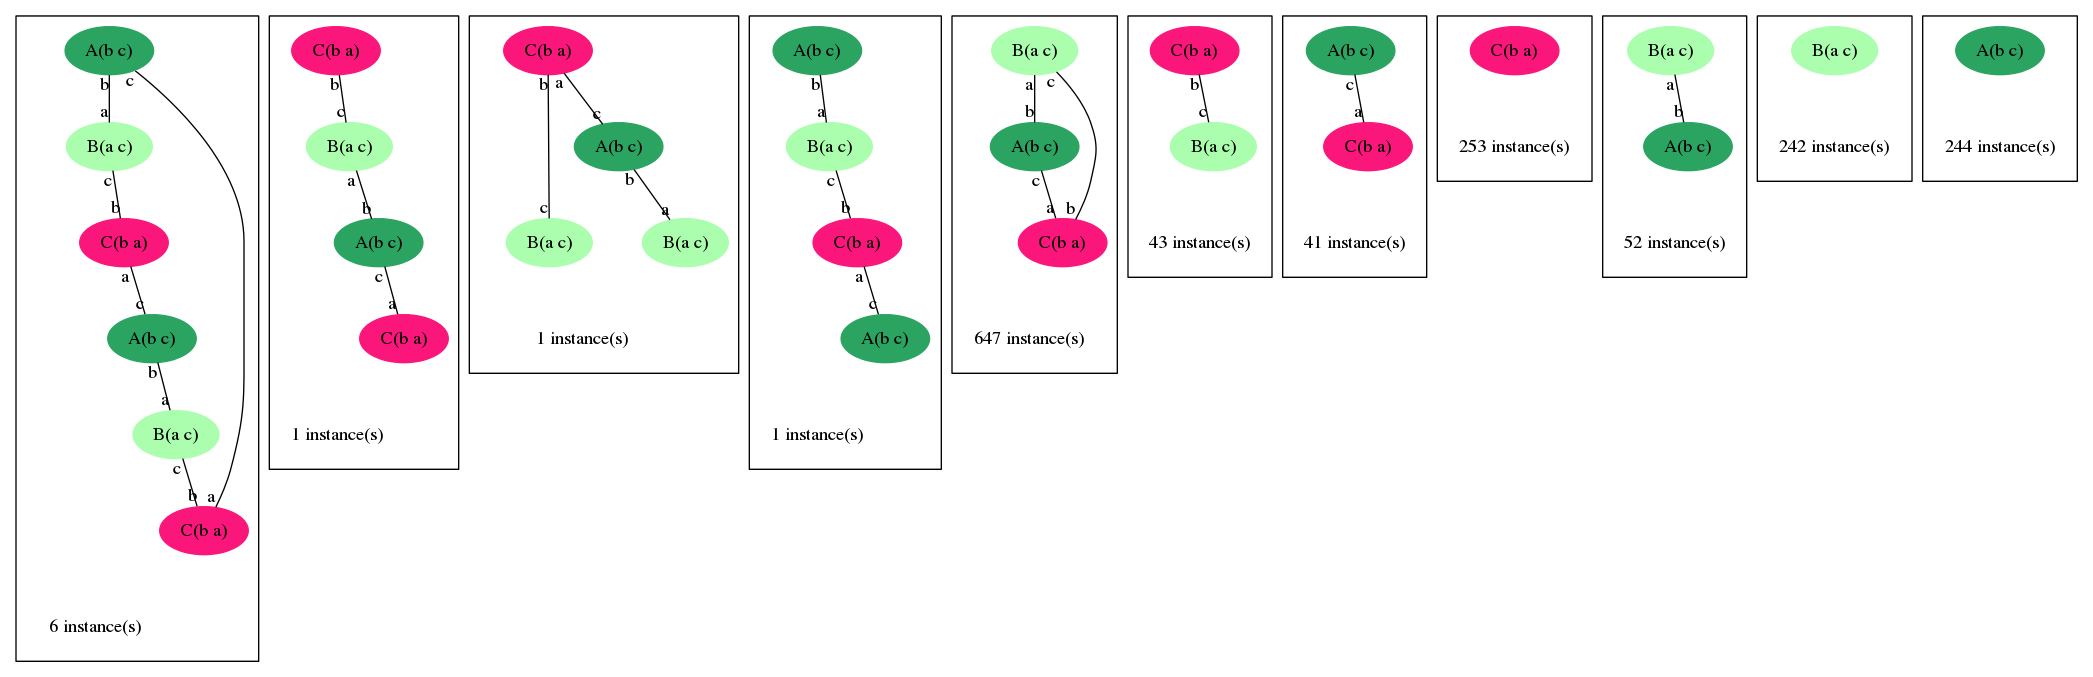 A(b c)
b
c
a
B(a c)
c
b
C(b a)
a
c
A(b c)
b
a
B(a c)
c
b
a
C(b a)
6 instance(s)
C(b a)
b
c
B(a c)
a
b
A(b c)
c
a
C(b a)
1 instance(s)
C(b a)
b
a
c
A(b c)
b
c
a
B(a c)
B(a c)
1 instance(s)
A(b c)
b
a
B(a c)
c
b
C(b a)
a
c
A(b c)
1 instance(s)
B(a c)
a
c
b
A(b c)
c
a
b
C(b a)
647 instance(s)
C(b a)
b
c
B(a c)
43 instance(s)
A(b c)
c
a
C(b a)
41 instance(s)
C(b a)
253 instance(s)
B(a c)
a
b
A(b c)
52 instance(s)
B(a c)
242 instance(s)
A(b c)
244 instance(s)